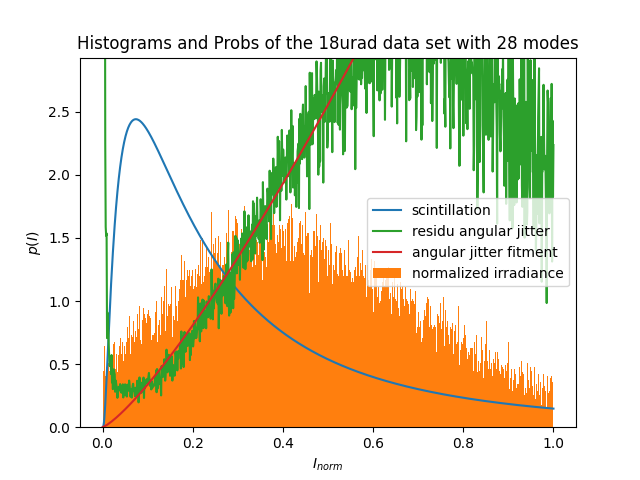 Histograms and Probs of the 18urad data set with 28 modes
2.5
2.0
1.5
1.0
0.5
0.0
p(I)
scintillation
residu angular jitter
angular jitter fitment
normalized irradiance
0.0 0.2 0.4 0.6 0.8 1.0
I_norm